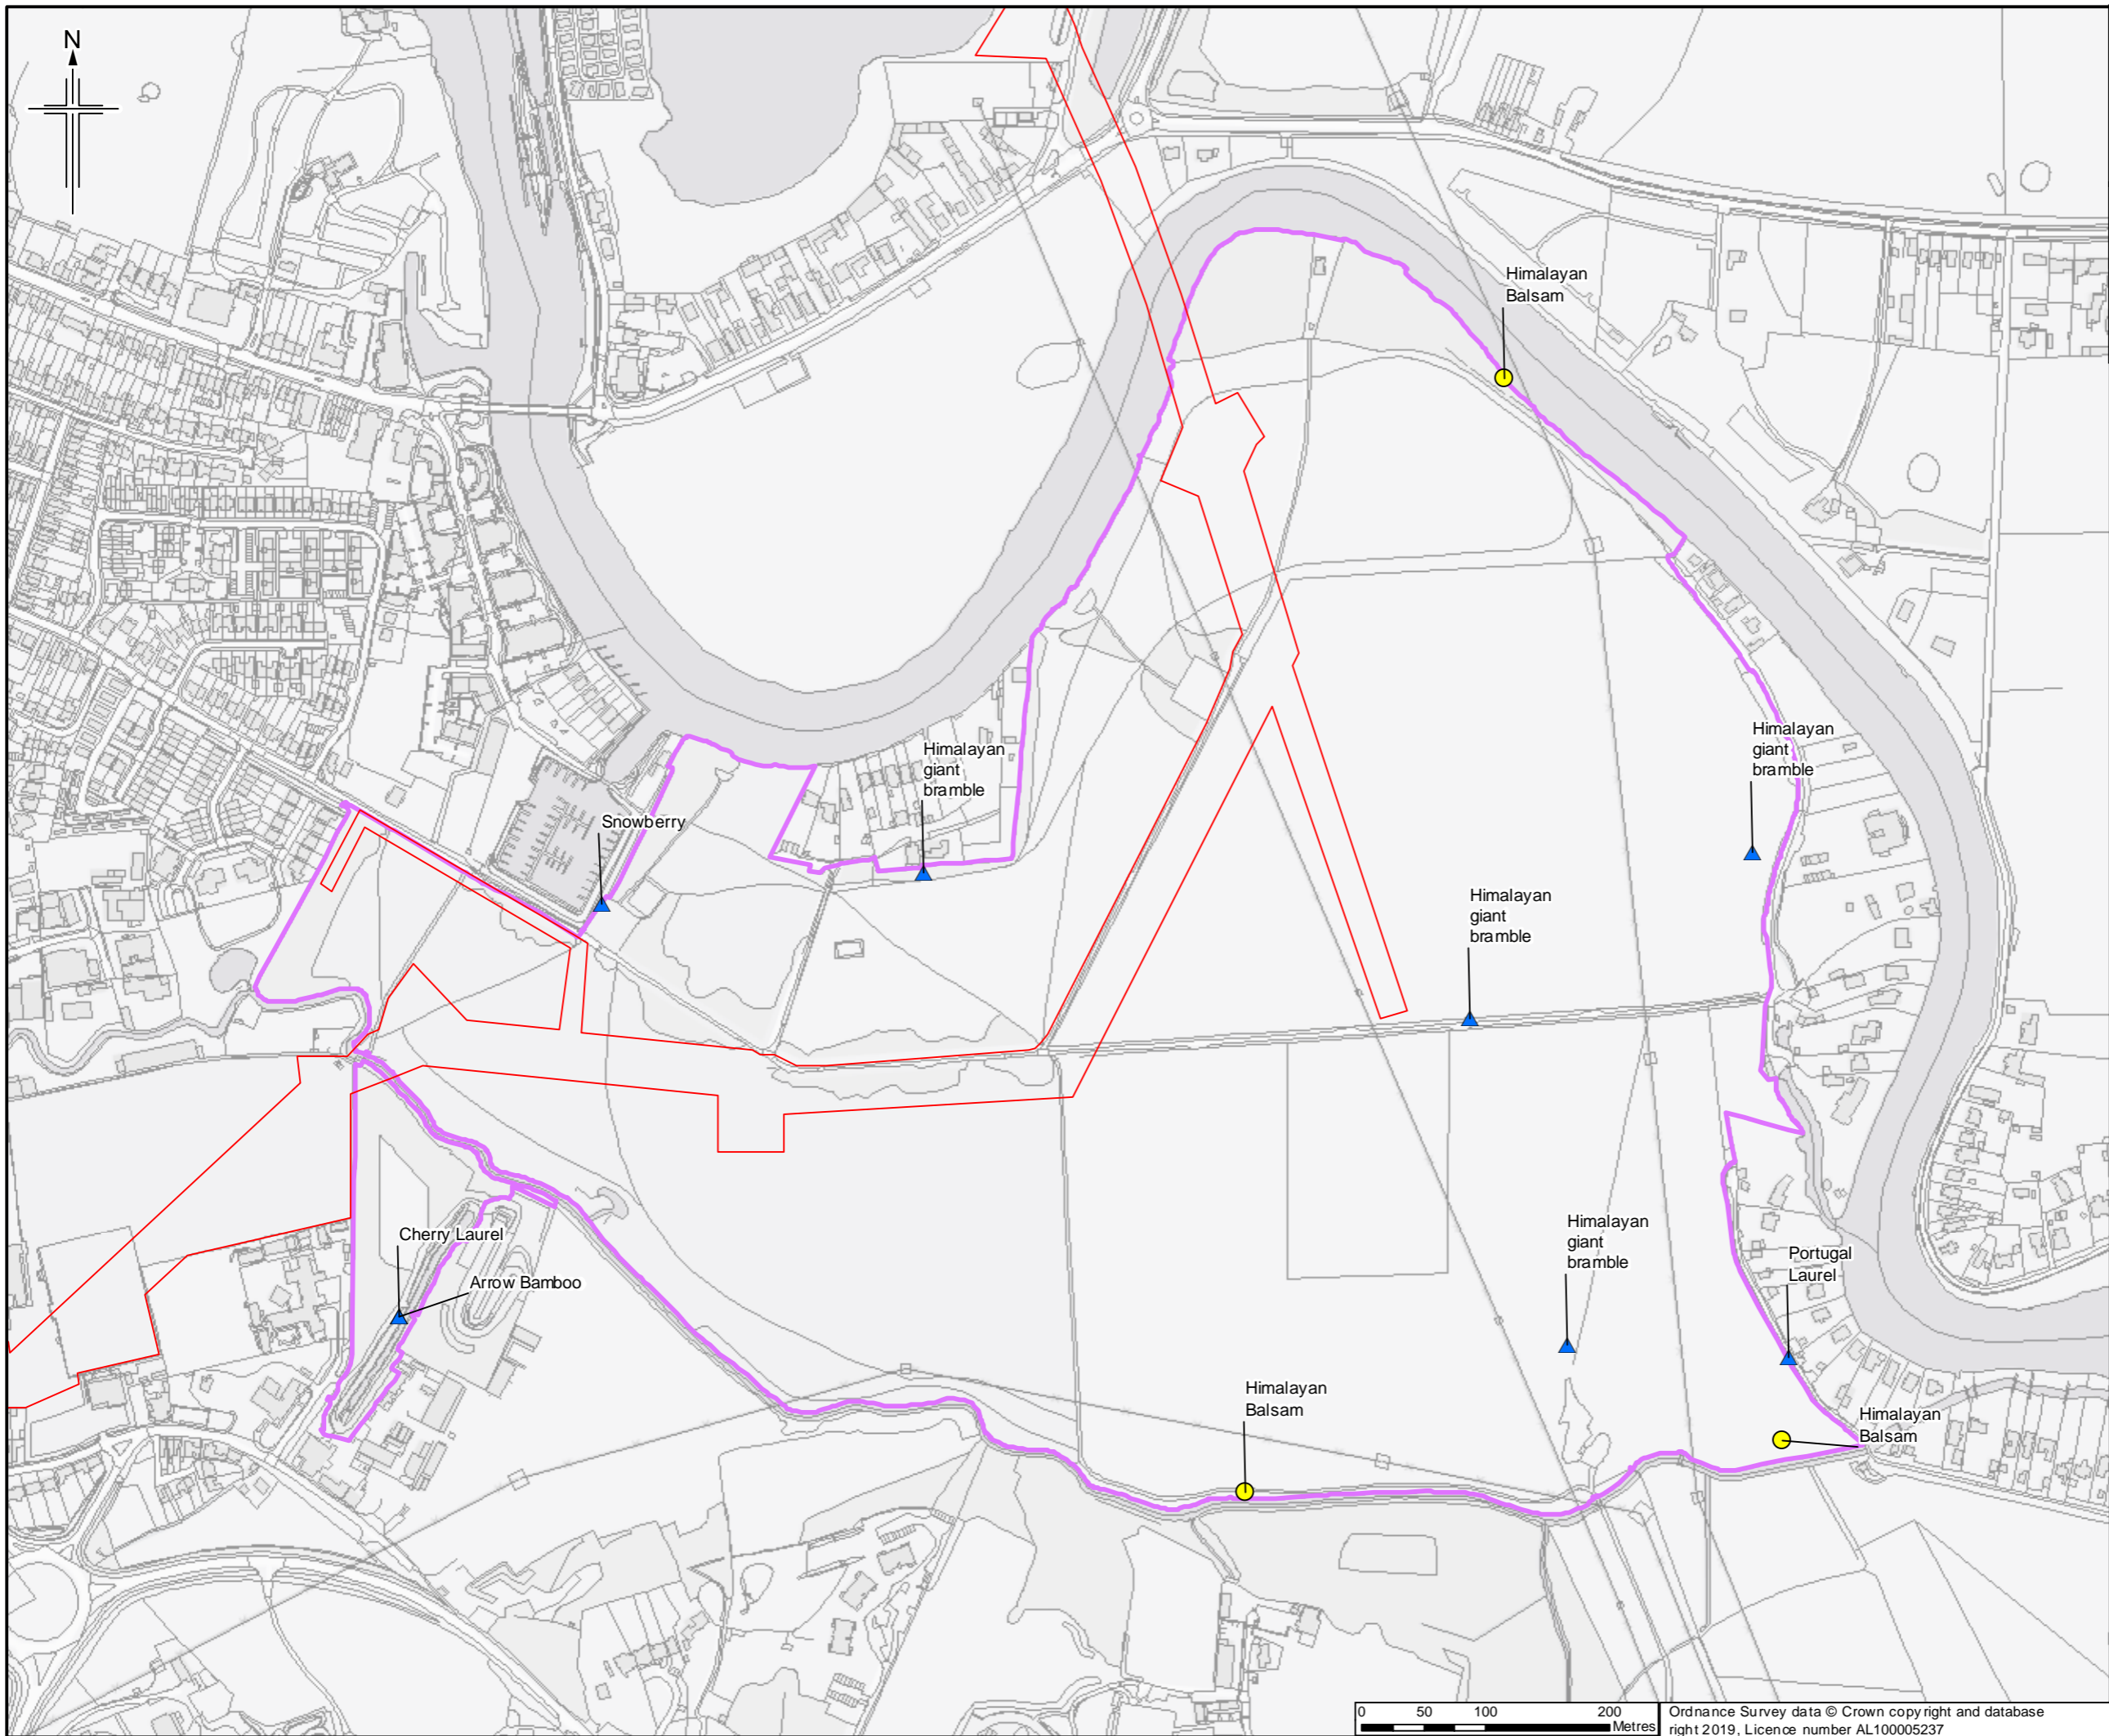 N
Himalayan
Balsam
Himalayan
giant
bramble
Himalayan
giant
bramble
Snowberry
Himalayan
giant
bramble
Himalayan
giant
bramble
Cherry Laurel
Portugal
Laurel
Arrow Bamboo
Himalayan
Balsam
Himalayan
Balsam
0 50 100 200
Metres
Ordnance Survey data © Crown copyright and database
right 2019, Licence number AL100005237